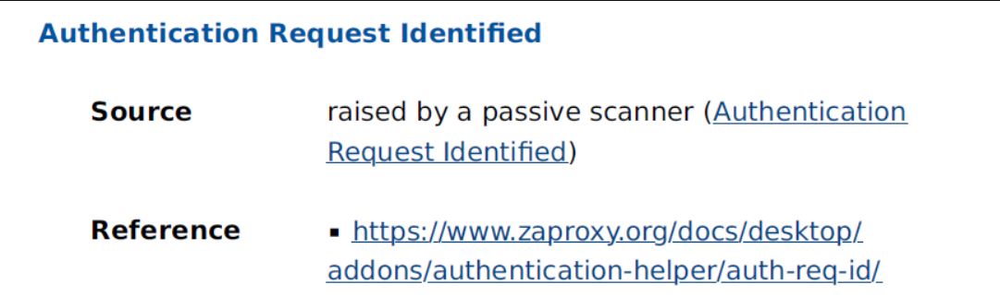 Authentication Request Identified
Source
raised by a passive scanner (Authentication
Request Identified)
Reference
▪ https://www.zaproxy.org/docs/desktop/
addons/authentication-helper/auth-req-id/